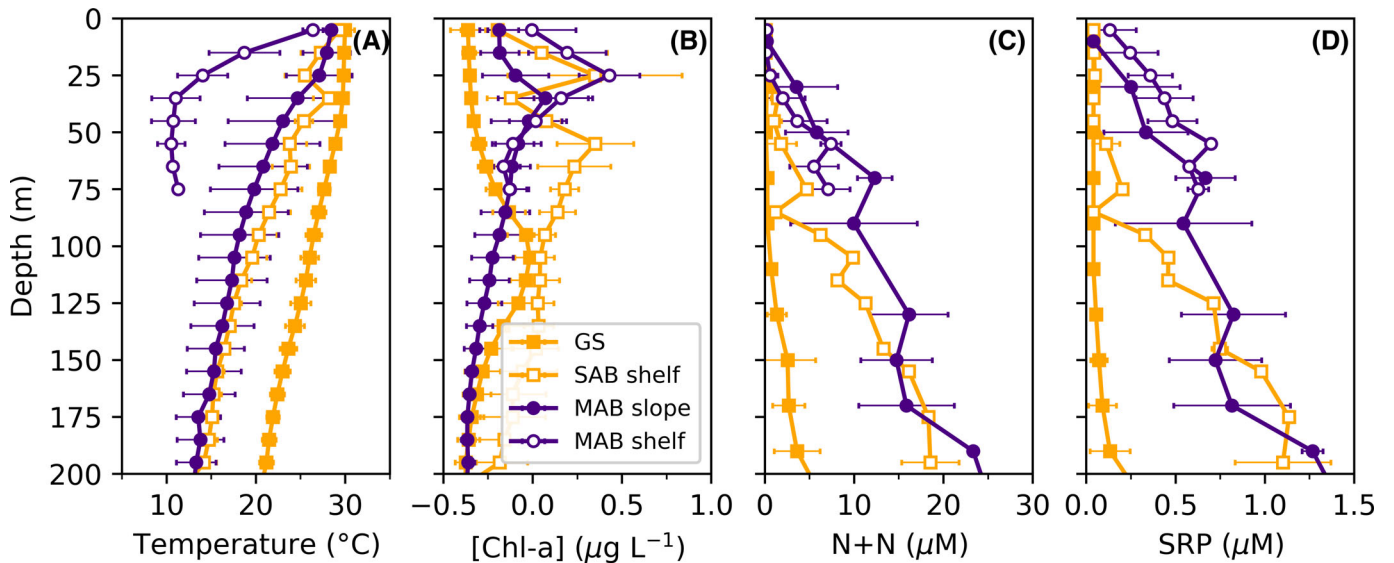 0
25
50
75
100
125
150
175
200
Depth (m)
(A)
10
20
30
Temperature (°C)
(B)
−0.5
0.0
0.5
1.0
[Chl-a] (μg L⁻¹)
GS
SAB shelf
MAB slope
MAB shelf
(C)
0
10
20
30
N+N (μM)
(D)
0.0
0.5
1.0
1.5
SRP (μM)